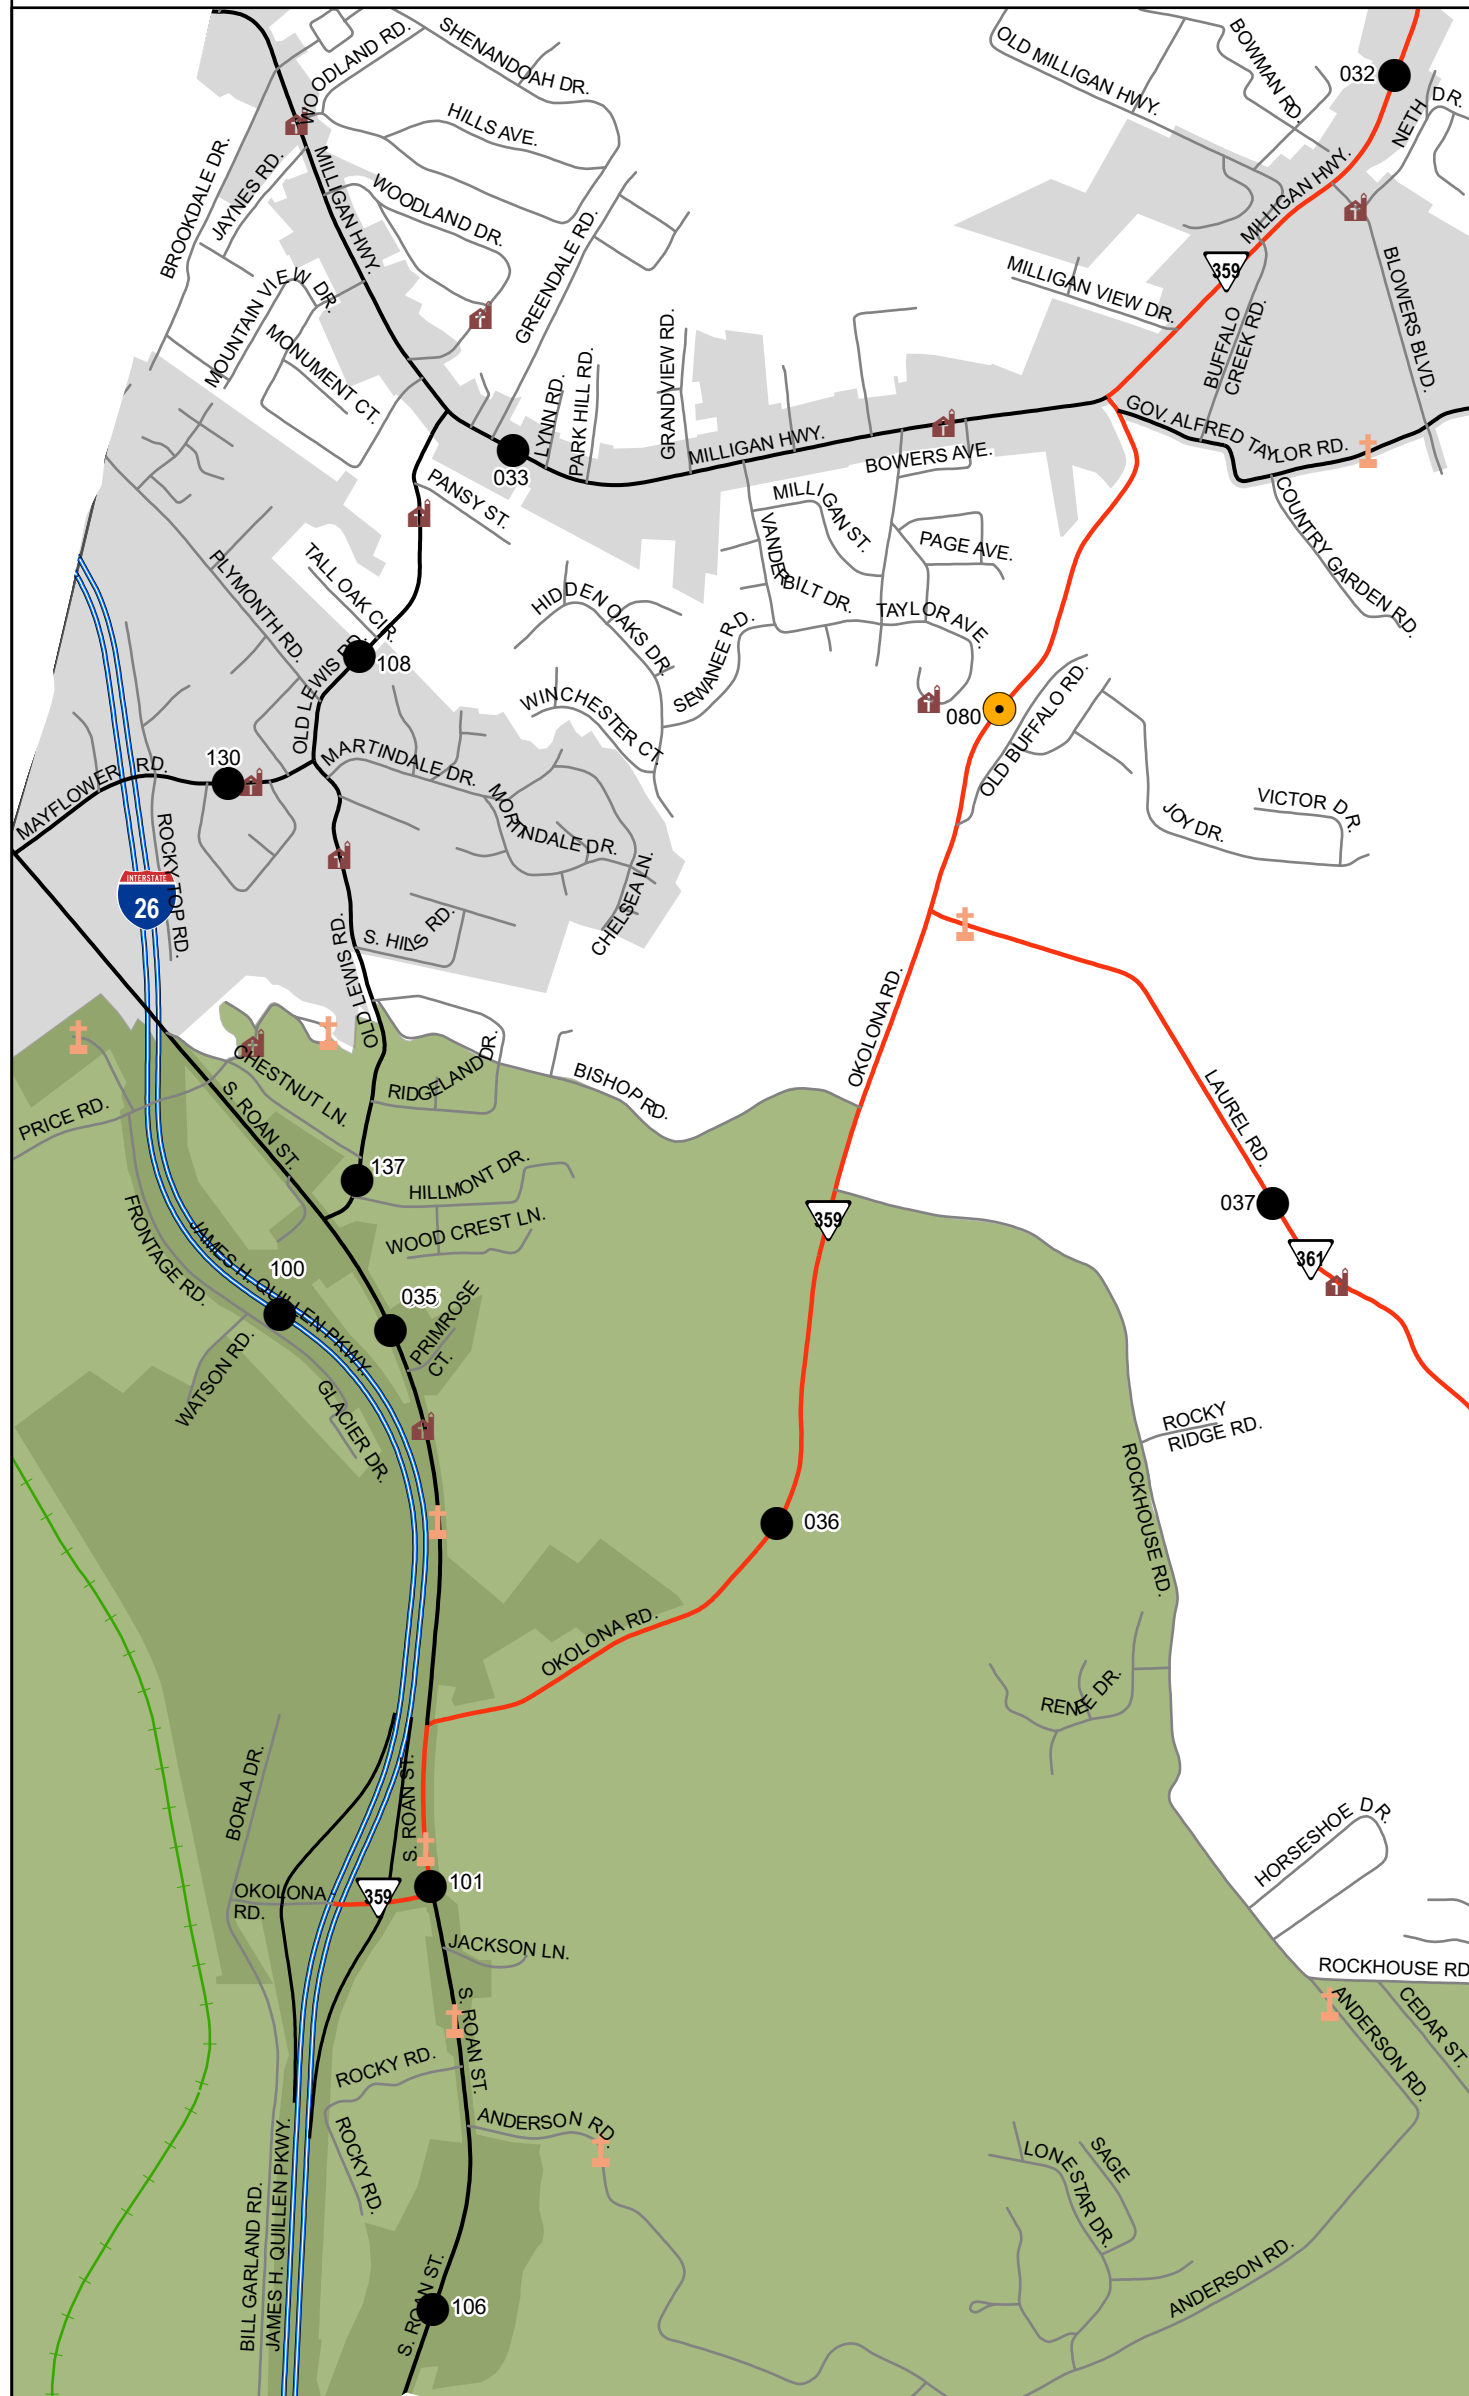 WOODLAND RD.
SHENANDOAH DR.
OLD MILLIGAN HWY.
BOWMAN RD.
032
NETH DR.
HILLS AVE.
BROOKDALE DR.
JAYNES RD.
MILLIGAN HWY.
WOODLAND DR.
GREENDALE RD.
MILLIGAN HWY.
359
MILLIGAN VIEW DR.
BUFFALO
CREEK RD.
BLOWERS BLVD.
MOUNTAIN VIEW DR.
MONUMENT CT.
LYNN RD.
PARK HILL RD.
GRANDVIEW RD.
MILLIGAN HWY.
BOWERS AVE.
GOV. ALFRED TAYLOR RD.
033
PANSY ST.
MILLIGAN ST.
PAGE AVE.
COUNTRY GARDEN RD.
VANDERBILT DR.
TAYLOR AVE.
PLYMONTH RD.
TALL OAK CIR.
HIDDEN OAKS DR.
SEWANEE RD.
OLD LEWIS RD.
108
WINCHESTER CT.
080
OLD BUFFALO RD.
MAYFLOWER RD.
130
MARTINDALE DR.
MORTINDALE DR.
JOY DR.
VICTOR DR.
ROCKY TOP RD.
INTERSTATE
26
CHELSEA LN.
S. HILLS RD.
OLD LEWIS RD.
OKOLONA RD.
CHESTNUT LN.
RIDGELAND DR.
BISHOP RD.
LAUREL RD.
PRICE RD.
S. ROAN ST.
137
HILLMONT DR.
WOOD CREST LN.
359
037
361
FRONTAGE RD.
JAMES H. QUILLEN PKWY.
100
035
PRIMROSE
CT.
WATSON RD.
GLACIER DR.
ROCKY
RIDGE RD.
ROCKHOUSE RD.
036
OKOLONA RD.
RENEE DR.
BORLA DR.
S. ROAN ST.
HORSESHOE DR.
OKOLONA
RD.
359
101
JACKSON LN.
ROCKHOUSE RD
ANDERSON RD.
CEDAR ST.
S. ROAN ST.
ROCKY RD.
ROCKY RD.
ANDERSON RD.
LONESTAR DR.
SAGE
BILL GARLAND RD.
JAMES H. QUILLEN PKWY.
ANDERSON RD.
S. ROAN ST.
106